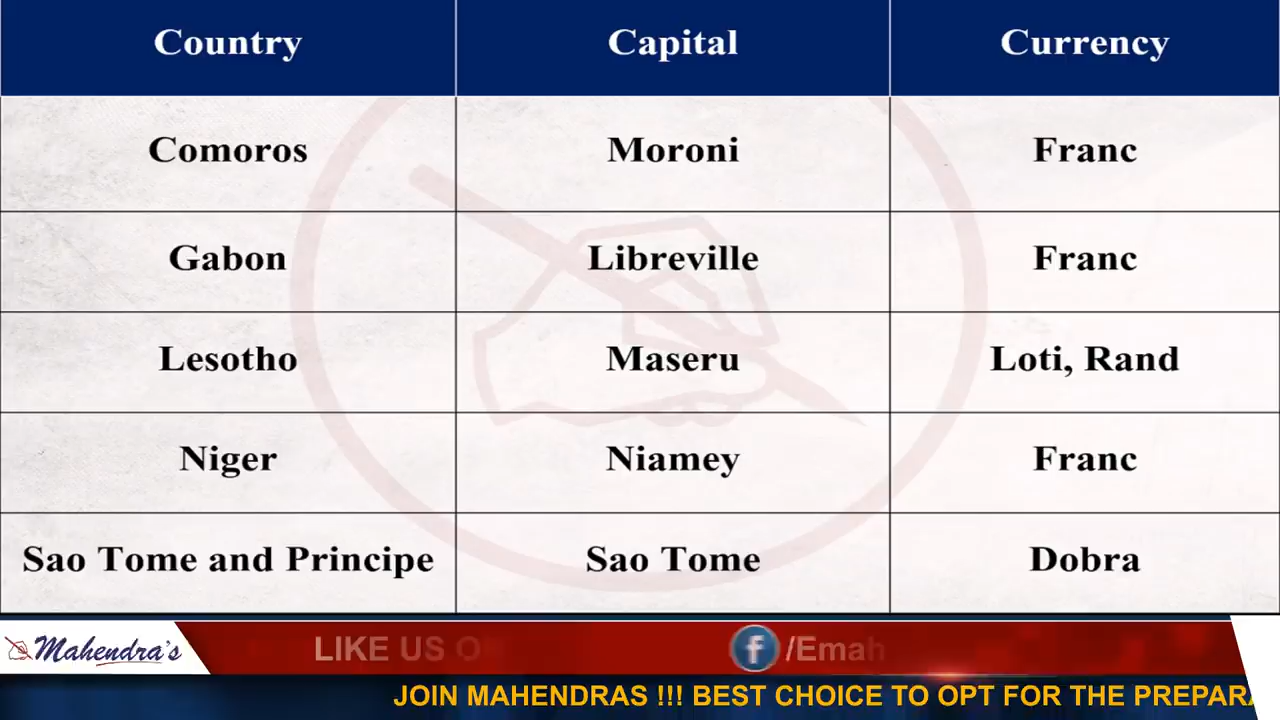 Country Capital Currency
Comoros Moroni Franc
Gabon Libreville Franc
Lesotho Maseru Loti, Rand
Niger Niamey Franc
Sao Tome and Principe Sao Tome Dobra
Mahendra's LIKE US O /Emah
JOIN MAHENDRAS !!! BEST CHOICE TO OPT FOR THE PREPARA